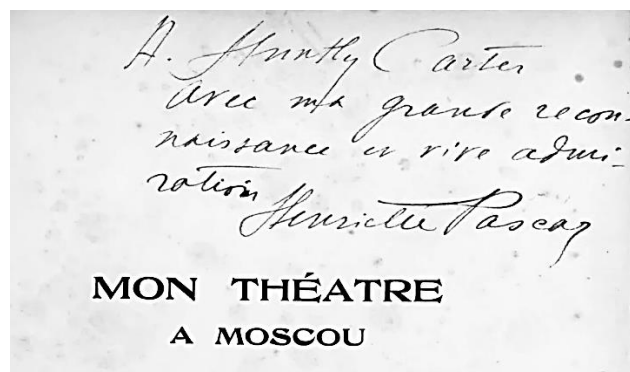 A. Huntly Carter
avec ma grande recon-
naissance et vive admi-
ration
Henriette Pascar
MON THÉATRE
A MOSCOU